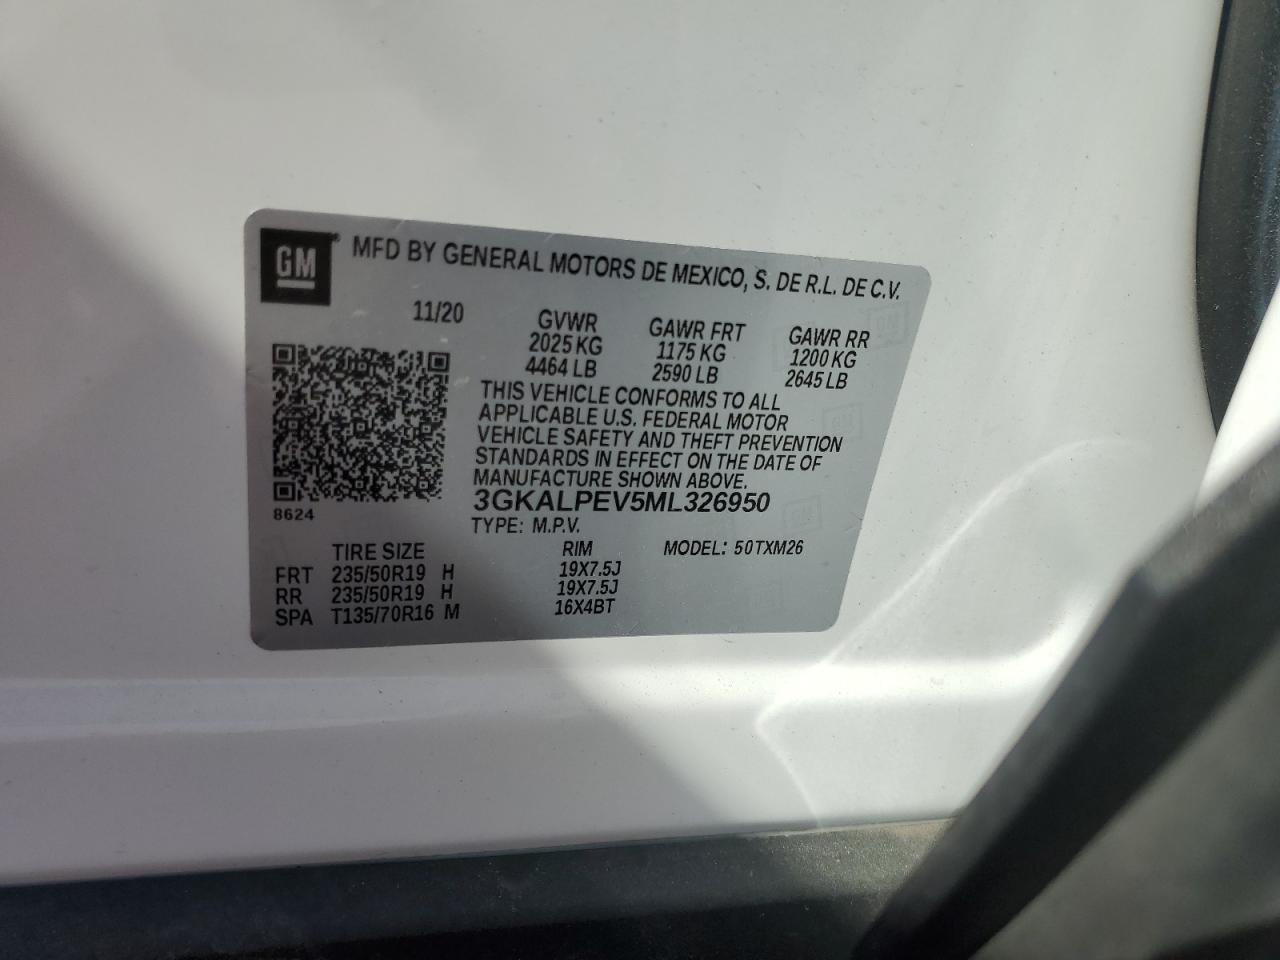 GM® MFD BY GENERAL MOTORS DE MEXICO, S. DE R.L. DE C.V.
11/20 GVWR GAWR FRT GAWR RR
2025 KG 1175 KG 1200 KG
4464 LB 2590 LB 2645 LB
THIS VEHICLE CONFORMS TO ALL
APPLICABLE U.S. FEDERAL MOTOR
VEHICLE SAFETY AND THEFT PREVENTION
STANDARDS IN EFFECT ON THE DATE OF
MANUFACTURE SHOWN ABOVE.
3GKALPEV5ML326950
8624
TYPE: M.P.V.
TIRE SIZE RIM MODEL: 50TXM26
FRT 235/50R19 H 19X7.5J
RR 235/50R19 H 19X7.5J
SPA T135/70R16 M 16X4BT